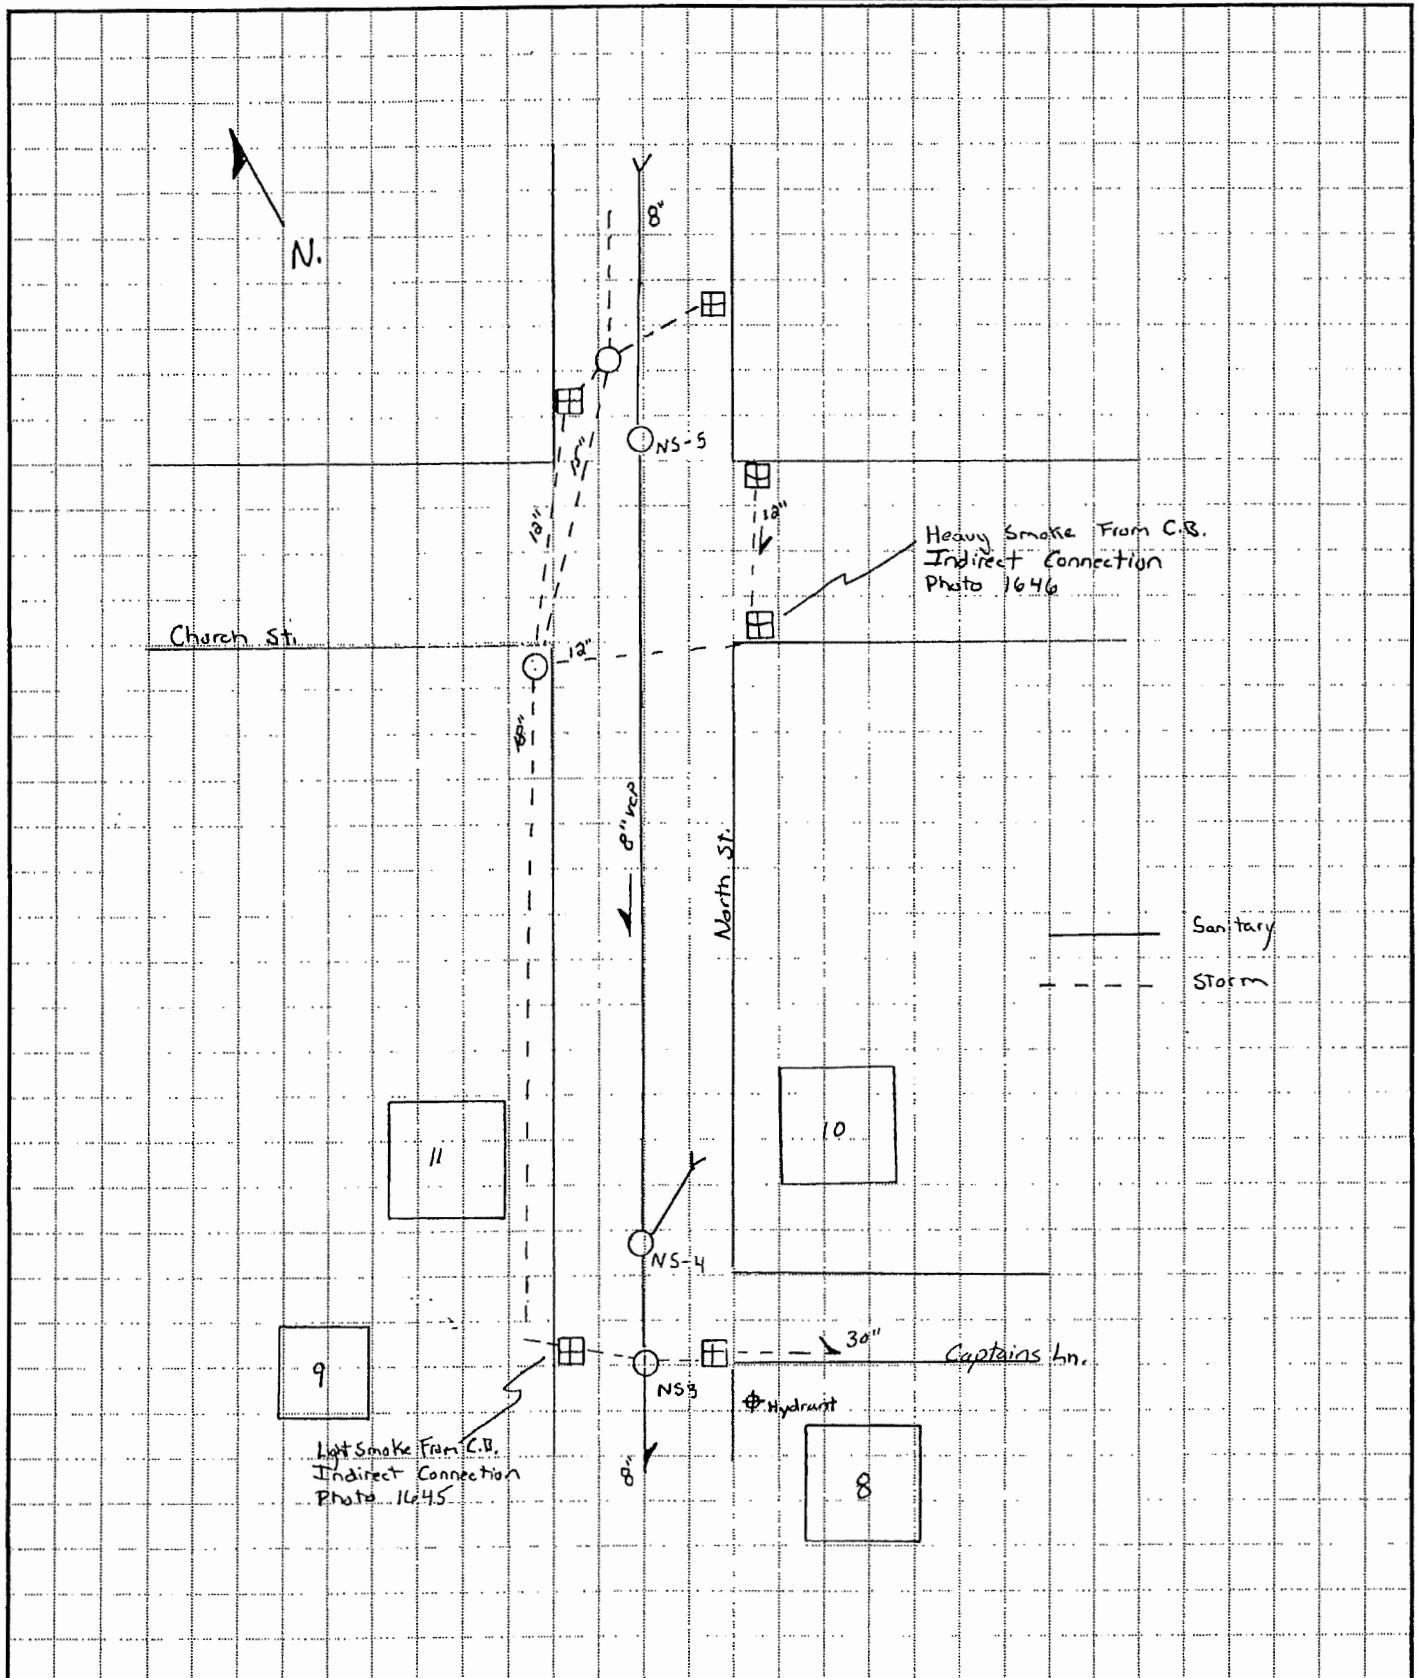 N.
8"
NS-5
12"
12"
Heavy Smoke From C.B.
Indirect Connection
Photo 1646
Church St.
12"
8" VCP
North St.
Sanitary
Storm
10
11
NS-4
30"
Captains Ln.
9
NS3
Hydrant
Light Smoke From C.B.
Indirect Connection
Photo 1645
8"
8